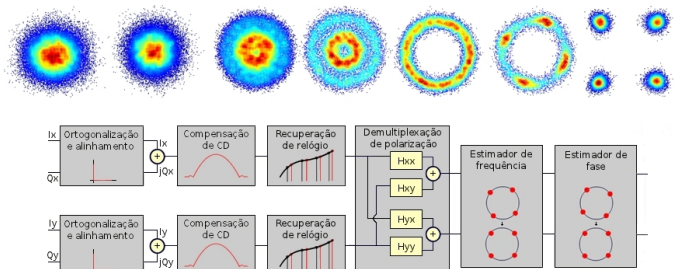 Ix
Qx
Ortogonalização
e alinhamento
Ix
+
jQx
Compensação
de CD
Recuperação
de relógio
Demultiplexação
de polarização
Hxx
Hxy
+
Hyx
Hyy
+
Estimador de
frequência
Estimador de
fase
Iy
Qy
Ortogonalização
e alinhamento
Iy
+
jQy
Compensação
de CD
Recuperação
de relógio